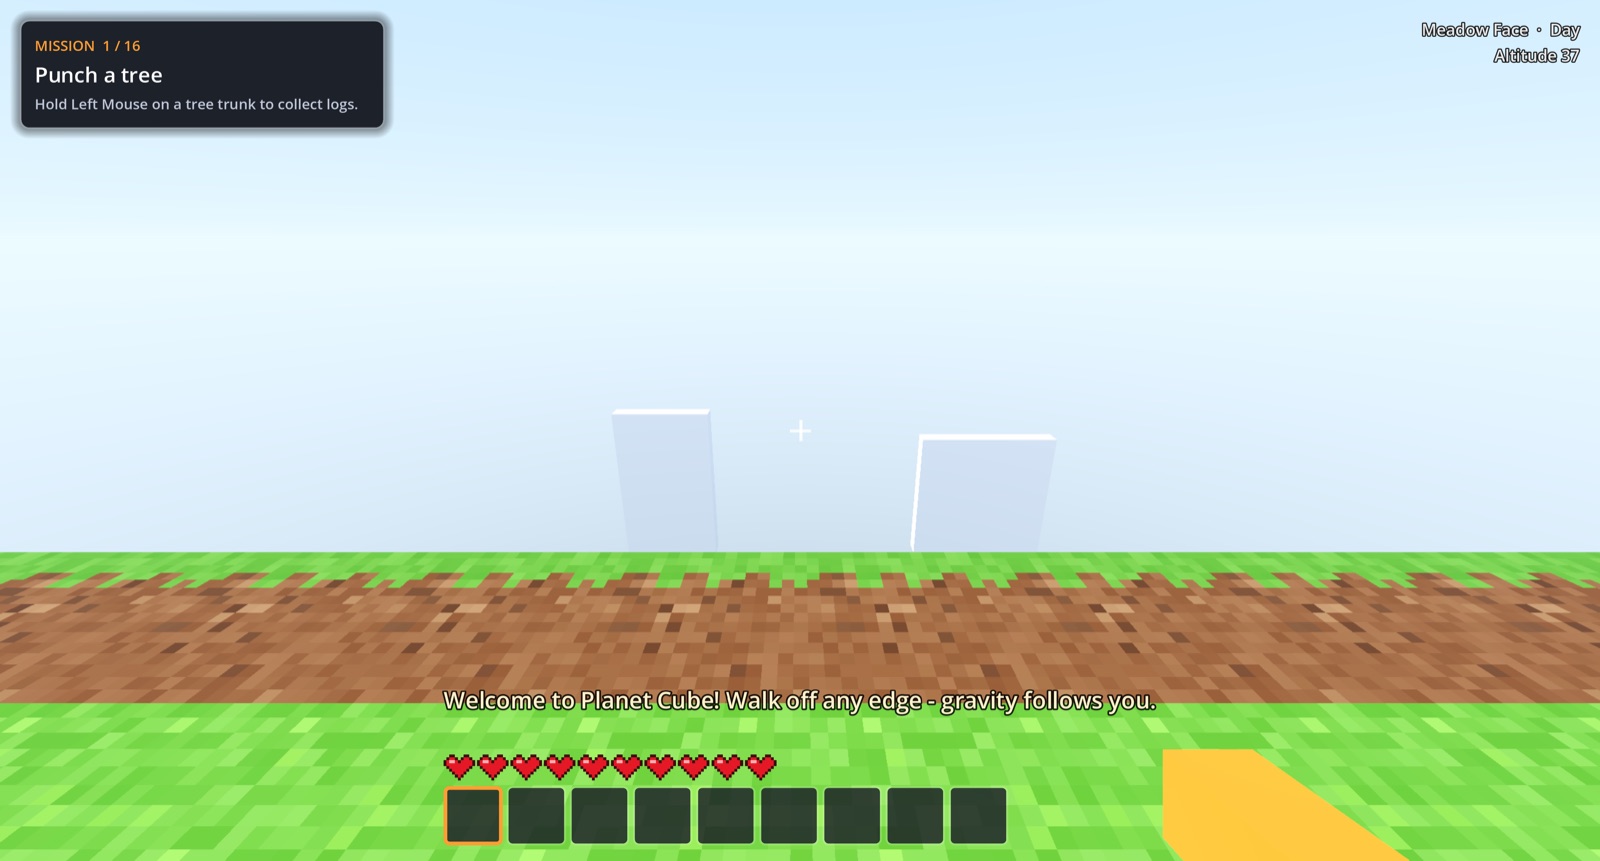 MISSION 1 / 16
Punch a tree
Hold Left Mouse on a tree trunk to collect logs.
Meadow Face • Day
Altitude 37
Welcome to Planet Cube! Walk off any edge - gravity follows you.